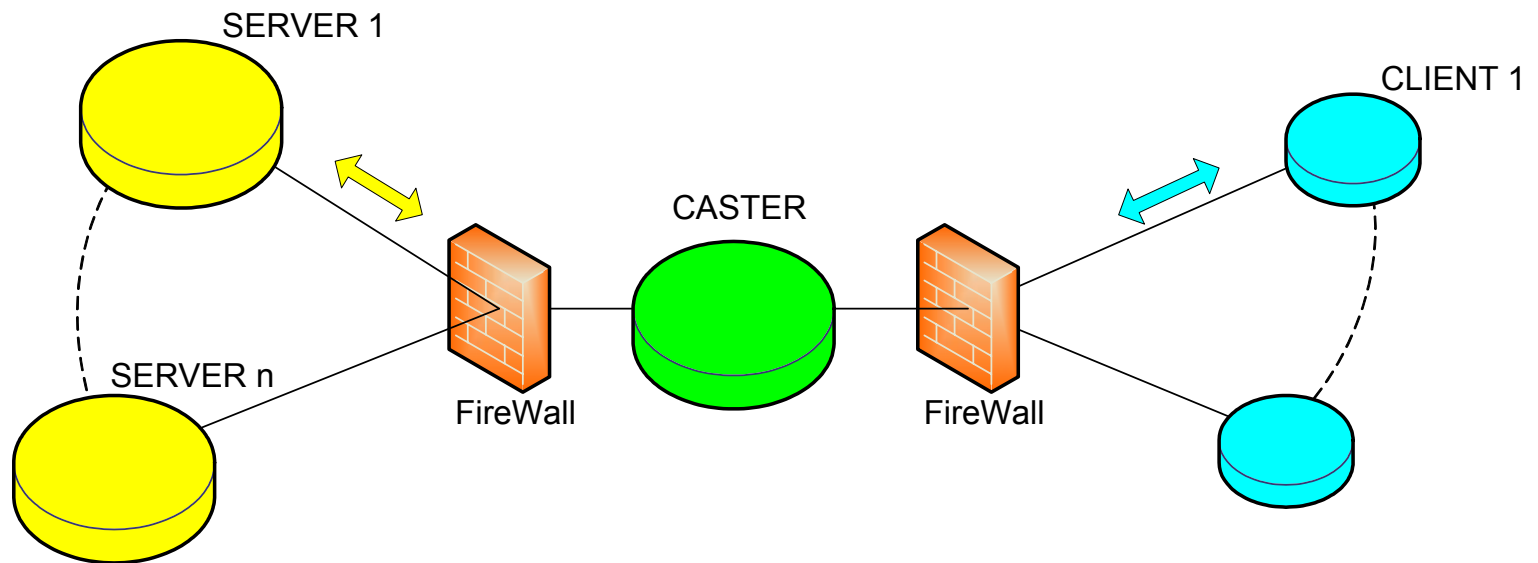 SERVER 1
CLIENT 1
CASTER
SERVER n
FireWall
FireWall